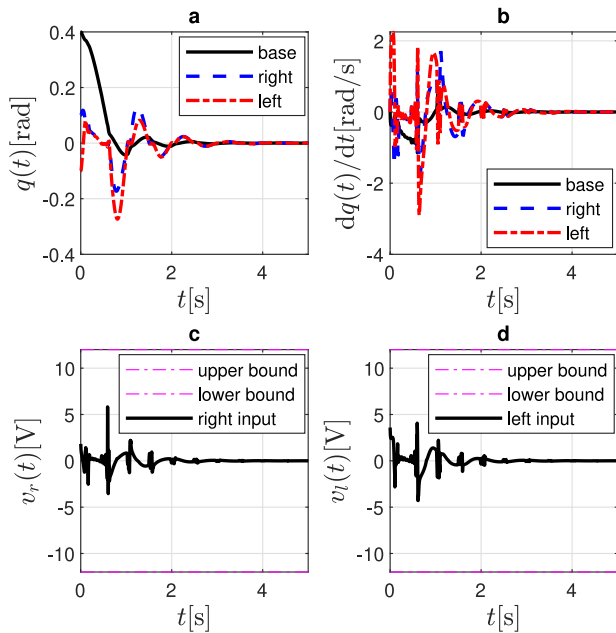 a
0.4
0.2
0
-0.2
-0.4
q(t)[rad]
base
right
left
0
2
4
t[s]
b
2
0
-2
-4
dq(t)/dt[rad/s]
base
right
left
0
2
4
t[s]
c
10
5
0
-5
-10
v_r(t)[V]
upper bound
lower bound
right input
0
2
4
t[s]
d
10
5
0
-5
-10
v_l(t)[V]
upper bound
lower bound
left input
0
2
4
t[s]